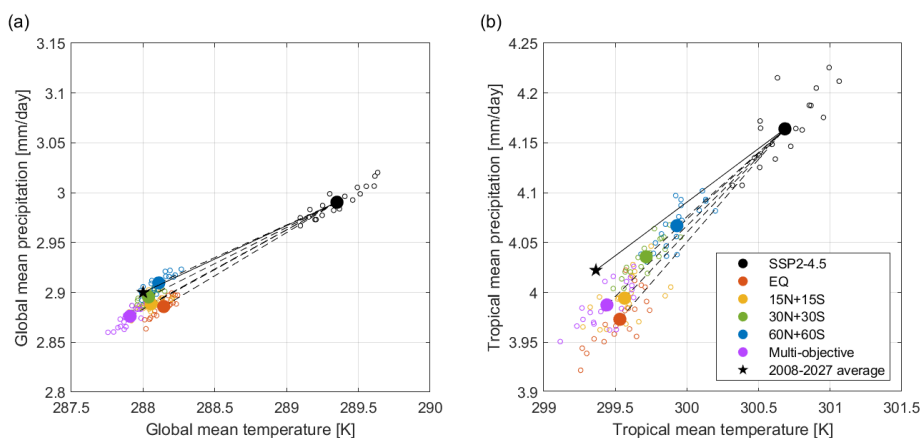 (a)
(b)
3.15
3.1
3.05
3
2.95
2.9
2.85
2.8
Global mean precipitation [mm/day]
287.5 288 288.5 289 289.5 290
Global mean temperature [K]
4.25
4.2
4.15
4.1
4.05
4
3.95
3.9
Tropical mean precipitation [mm/day]
299 299.5 300 300.5 301 301.5
Tropical mean temperature [K]
SSP2-4.5
EQ
15N+15S
30N+30S
60N+60S
Multi-objective
2008-2027 average